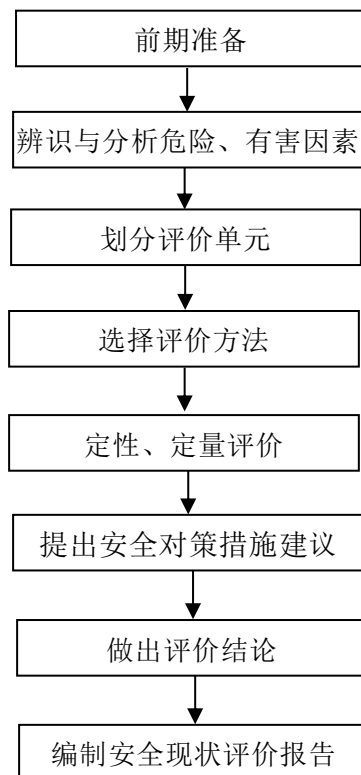 前期准备
辨识与分析危险、有害因素
划分评价单元
选择评价方法
定性、定量评价
提出安全对策措施建议
做出评价结论
编制安全现状评价报告